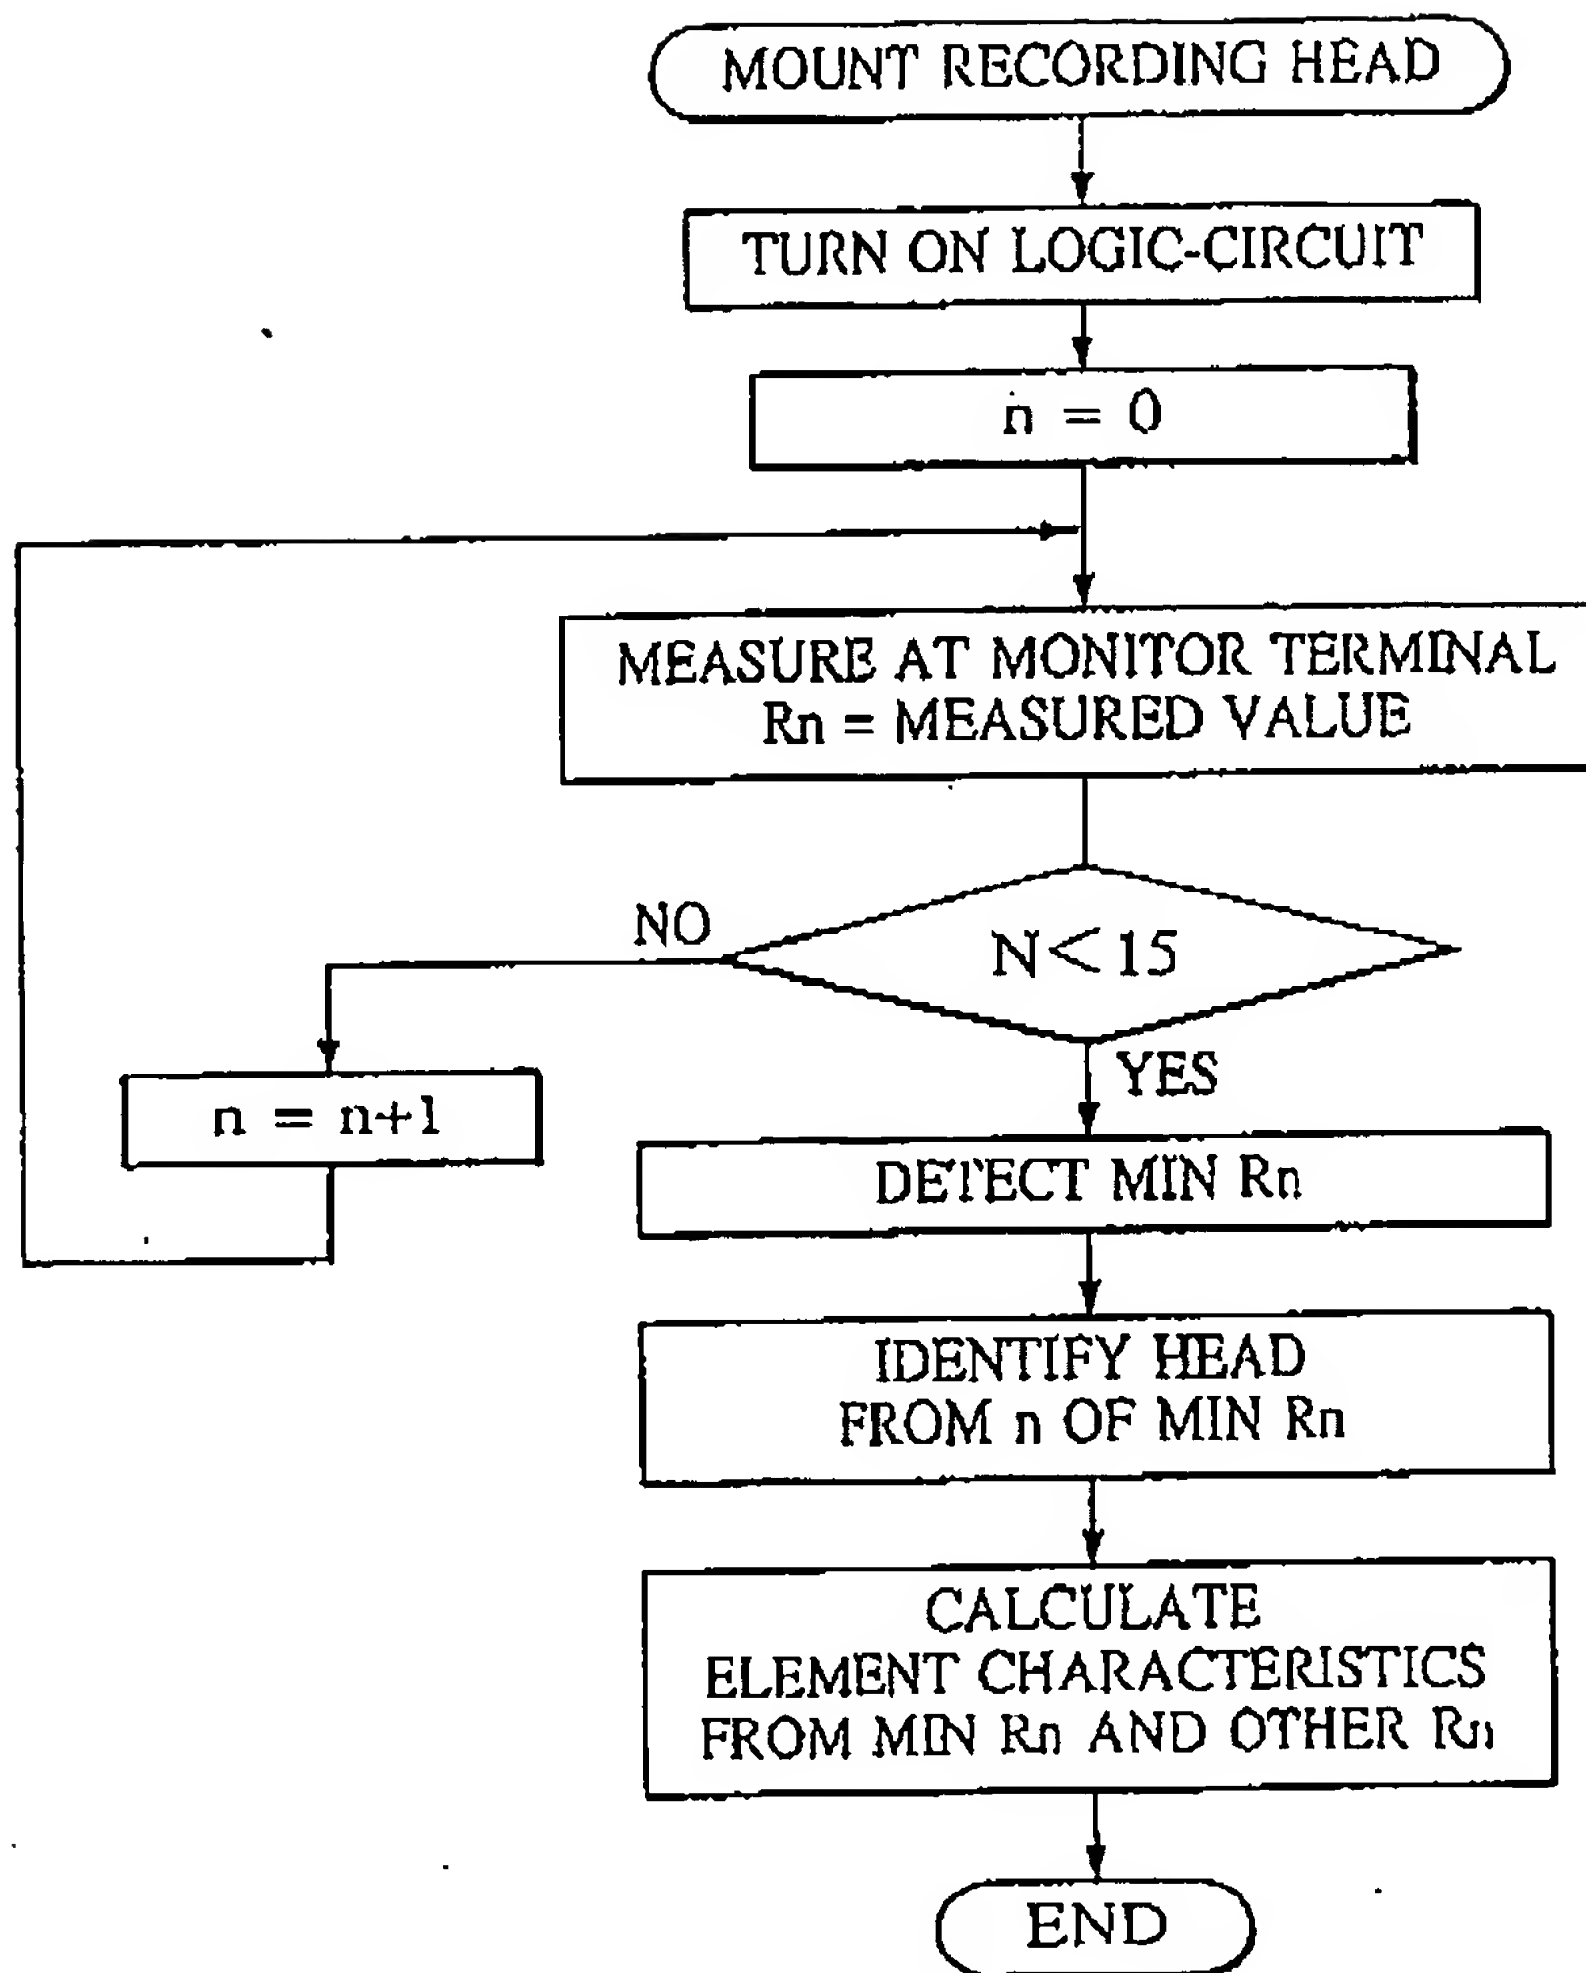 MOUNT RECORDING HEAD
TURN ON LOGIC-CIRCUIT
n = 0
MEASURE AT MONITOR TERMINAL
Rn = MEASURED VALUE
NO
N<15
YES
n = n+1
DETECT MIN Rn
IDENTIFY HEAD
FROM n OF MIN Rn
CALCULATE
ELEMENT CHARACTERISTICS
FROM MIN Rn AND OTHER Rn
END